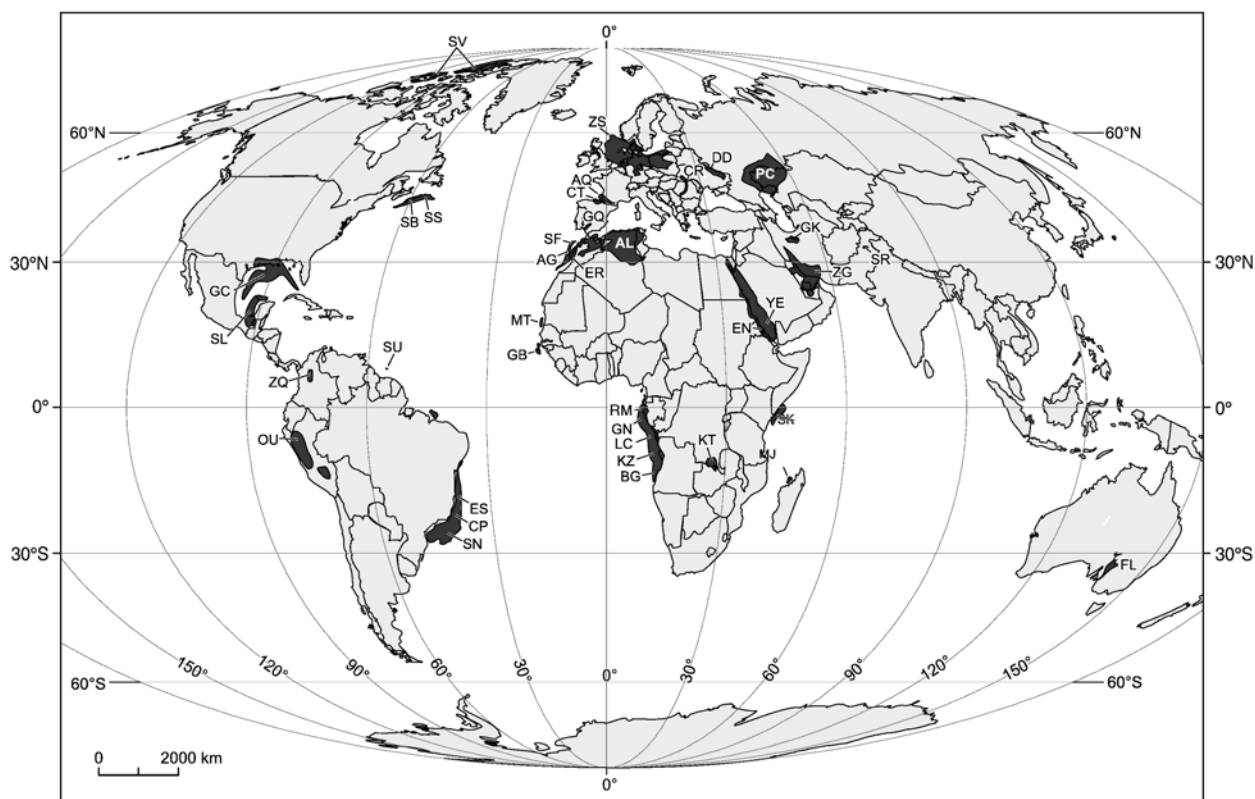 0°
SV
60°N
60°N
ZS
DD
CR
PC
AQ
CT
SB
SS
GQ
GK
SF
AL
AG
SR
30°N
30°N
ER
ZG
GC
YE
MT
SL
EN
GB
SU
ZQ
0°
0°
RM
SK
GN
OU
LC
KT
KZ
MJ
BG
ES
CP
SN
30°S
30°S
FL
150°
120°
90°
60°
30°
0°
30°
60°
90°
120°
150°
60°S
60°S
0
2000 km
0°